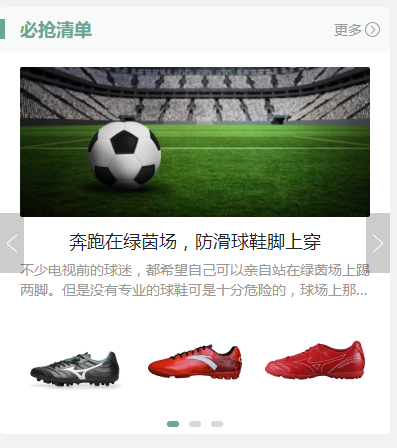 必抢清单
更多
奔跑在绿茵场，防滑球鞋脚上穿
不少电视前的球迷，都希望自己可以亲自站在绿茵场上踢
两脚。但是没有专业的球鞋可是十分危险的，球场上那...